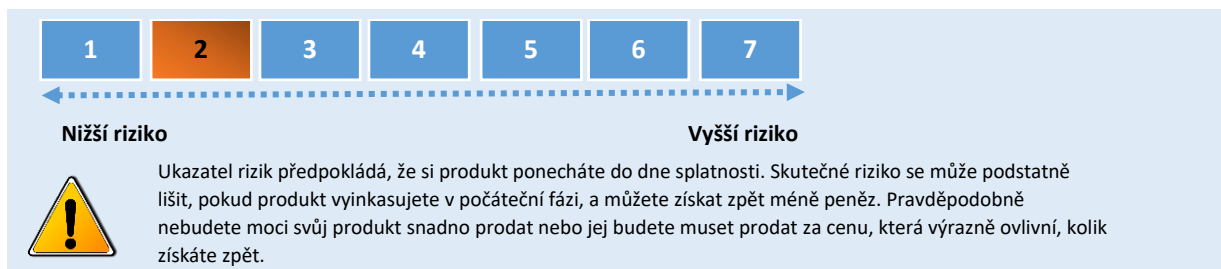 1 2 3 4 5 6 7
Nižší riziko Vyšší riziko
Ukazatel rizik předpokládá, že si produkt ponecháte do dne splatnosti. Skutečné riziko se může podstatně
lišit, pokud produkt vyinkasujete v počáteční fázi, a můžete získat zpět méně peněz. Pravděpodobně
nebudete moci svůj produkt snadno prodat nebo jej budete muset prodat za cenu, která výrazně ovlivní, kolik
získáte zpět.